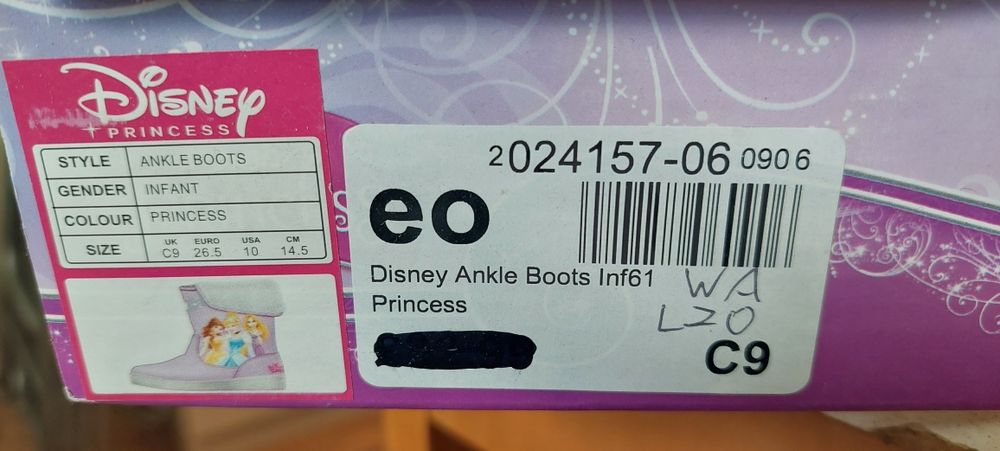 Disney
PRINCESS
STYLE ANKLE BOOTS
GENDER INFANT
COLOUR PRINCESS
SIZE UK EURO USA CM
C9 26.5 10 14.5
2024157-06 0906
eo
Disney Ankle Boots Inf61
Princess
WA
LZO
C9